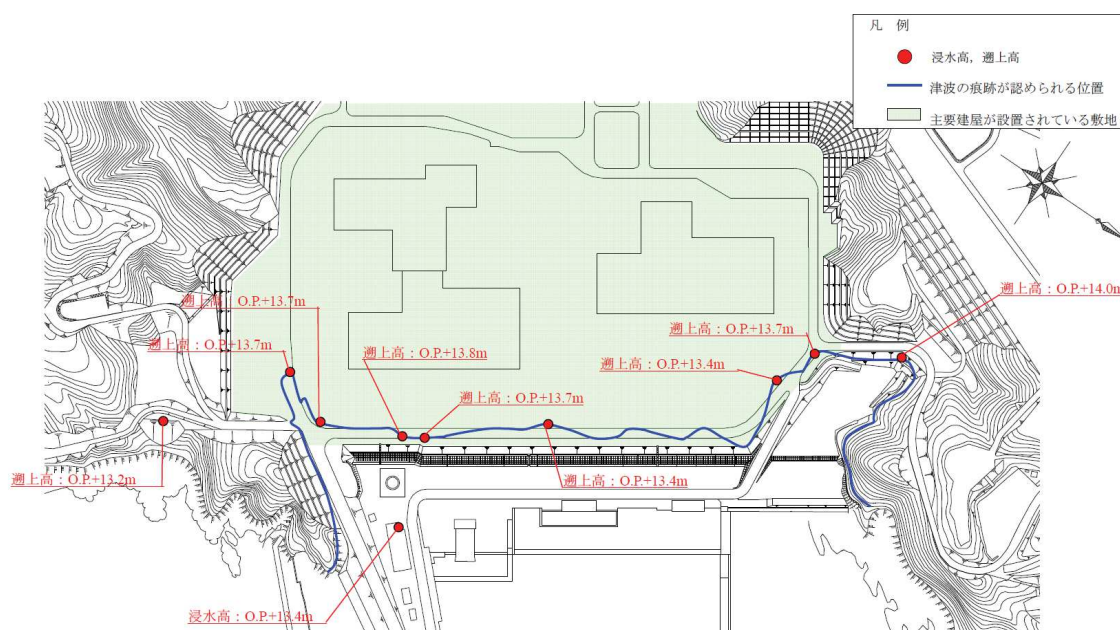 凡 例
浸水高，遡上高
津波の痕跡が認められる位置
主要建屋が設置されている敷地
遡上高：O.P.+14.0m
遡上高：O.P.+13.7m
遡上高：O.P.+13.7m
遡上高：O.P.+13.7m
遡上高：O.P.+13.8m
遡上高：O.P.+13.4m
遡上高：O.P.+13.7m
遡上高：O.P.+13.2m
遡上高：O.P.+13.4m
浸水高：O.P.+13.4m